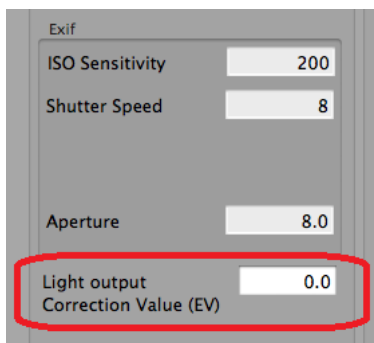 Exif
ISO Sensitivity 200
Shutter Speed 8
Aperture 8.0
Light output 0.0
Correction Value (EV)